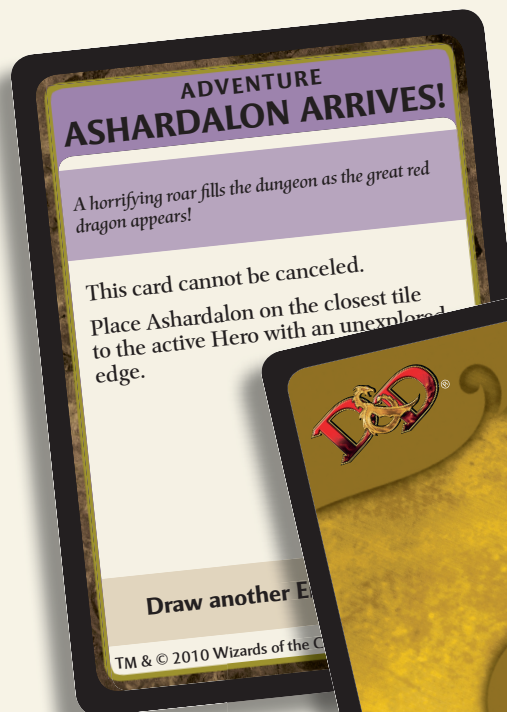 ADVENTURE
ASHARDALON ARRIVES!
A horrifying roar fills the dungeon as the great red
dragon appears!
This card cannot be canceled.
Place Ashardalon on the closest tile
to the active Hero with an unexplored
edge.
D&D®
Draw another
TM & © 2010 Wizards of the